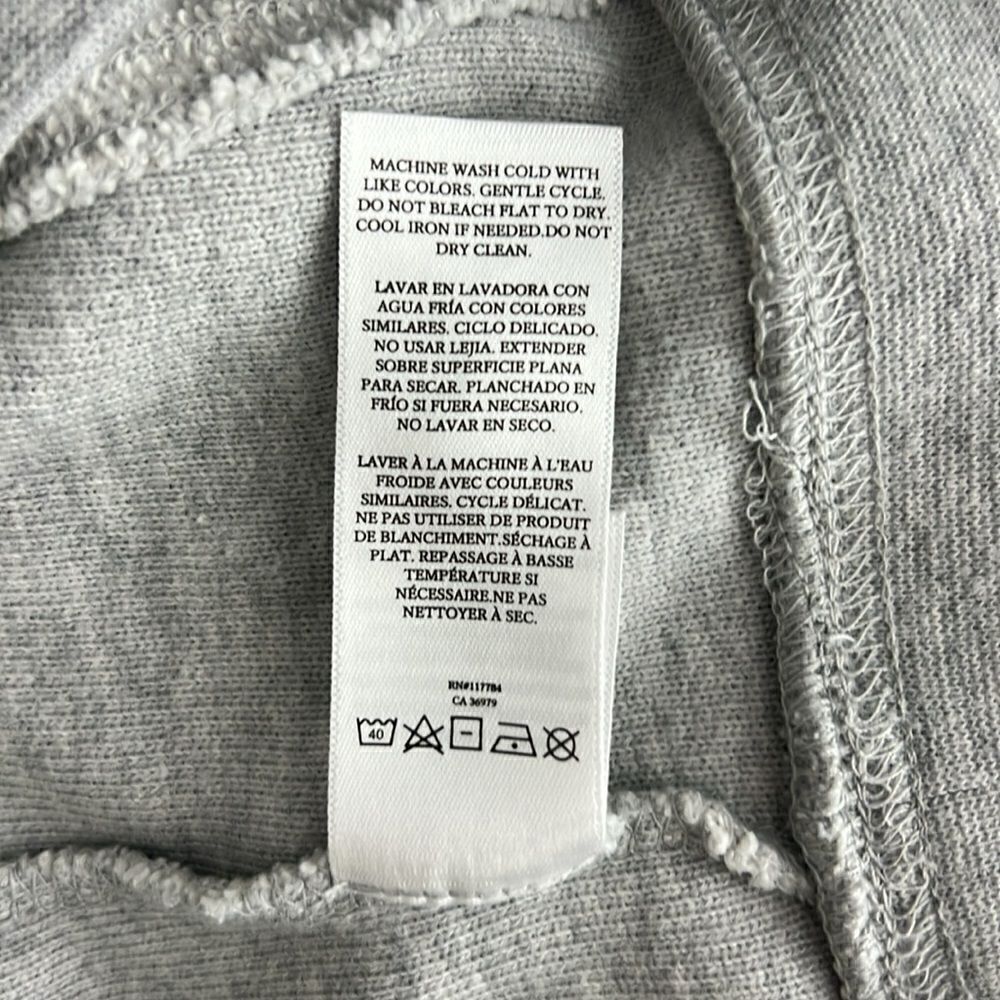 MACHINE WASH COLD WITH
LIKE COLORS. GENTLE CYCLE.
DO NOT BLEACH FLAT TO DRY.
COOL IRON IF NEEDED.DO NOT
DRY CLEAN.
LAVAR EN LAVADORA CON
AGUA FRÍA CON COLORES
SIMILARES. CICLO DELICADO.
NO USAR LEJIA. EXTENDER
SOBRE SUPERFICIE PLANA
PARA SECAR. PLANCHADO EN
FRÍO SI FUERA NECESARIO.
NO LAVAR EN SECO.
LAVER À LA MACHINE À L'EAU
FROIDE AVEC COULEURS
SIMILAIRES. CYCLE DÉLICAT.
NE PAS UTILISER DE PRODUIT
DE BLANCHIMENT.SÉCHAGE À
PLAT. REPASSAGE À BASSE
TEMPÉRATURE SI
NÉCESSAIRE.NE PAS
NETTOYER À SEC.
RN#117784
CA 36979
40